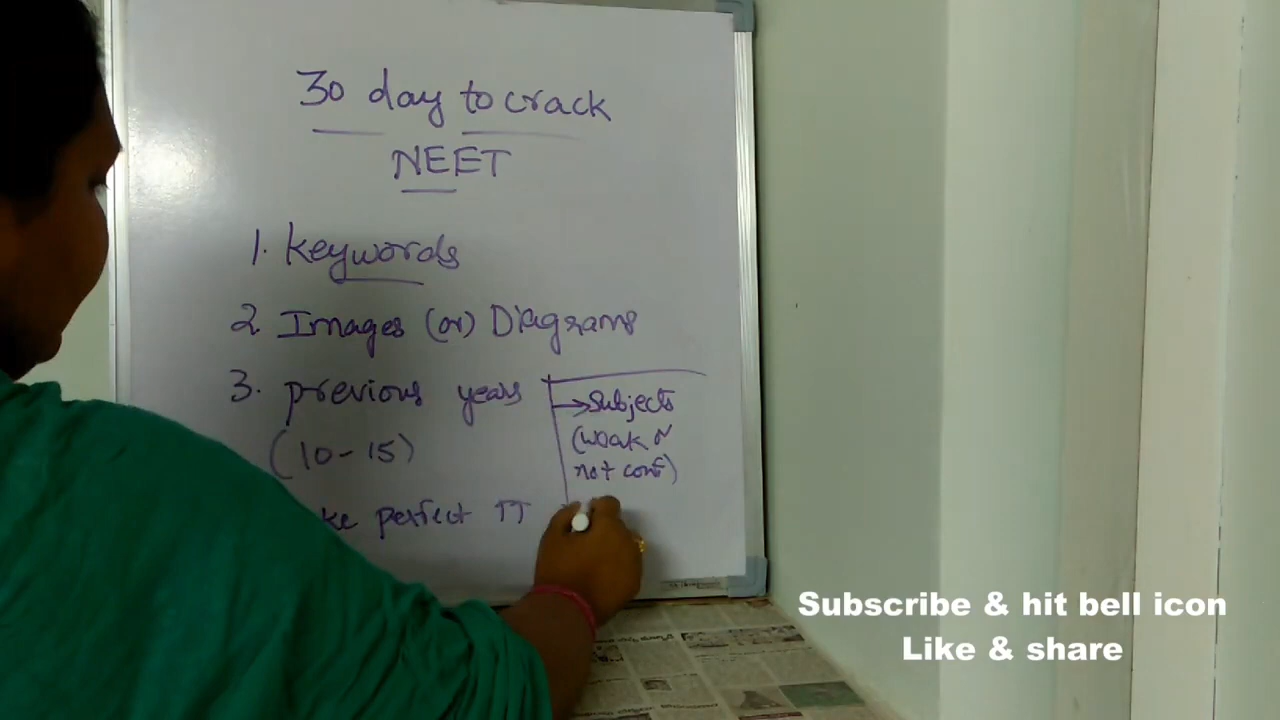 30 day to crack
NEET
1. Keywords
2 Images (or) Diagrams
3. previous years
(10-15)
ke perfect TT
→ Subjects
(weak
not conf)
Subscribe & hit bell icon
Like & share